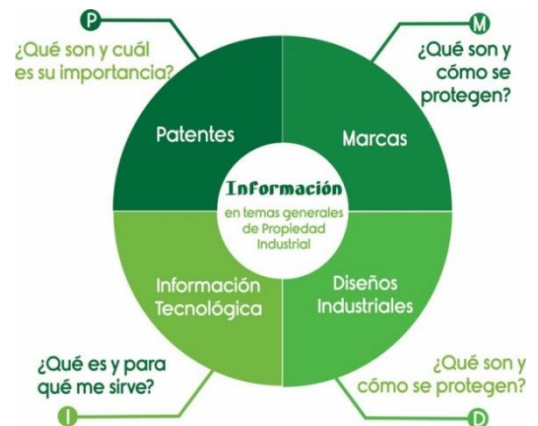 P
¿Qué son y cuál
es su importancia?
M
¿Qué son y
cómo se
protegen?
Patentes
Marcas
Información
en temas generales
de Propiedad
Industrial
Información
Tecnológica
Diseños
Industriales
¿Qué es y para
qué me sirve?
I
¿Qué son y
cómo se protegen?
D